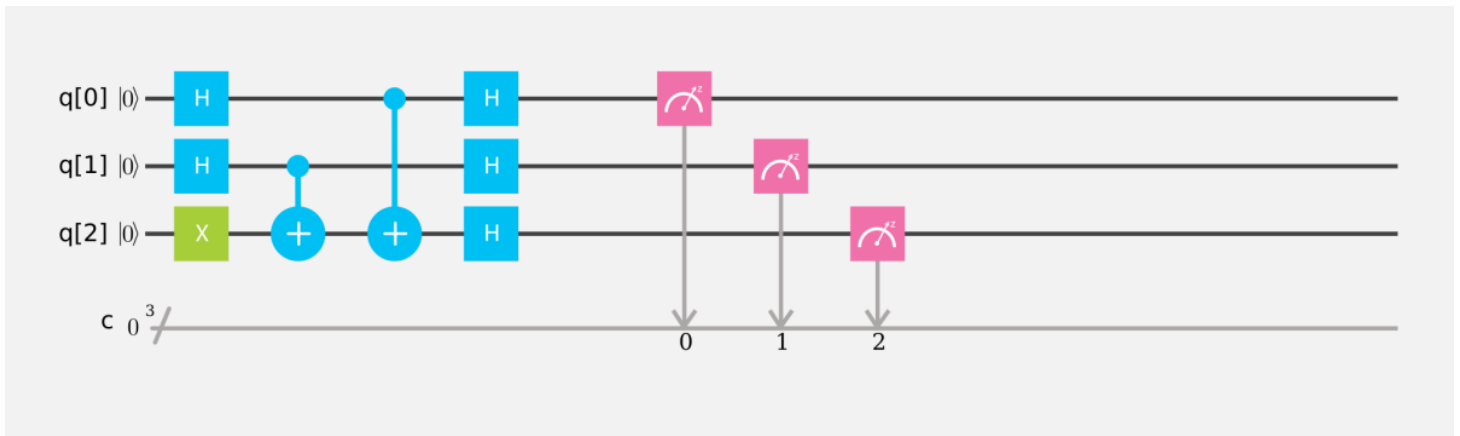 q[0] |0⟩ H H z
q[1] |0⟩ H + + H z
q[2] |0⟩ X + + H z
c 0 3
0 1 2